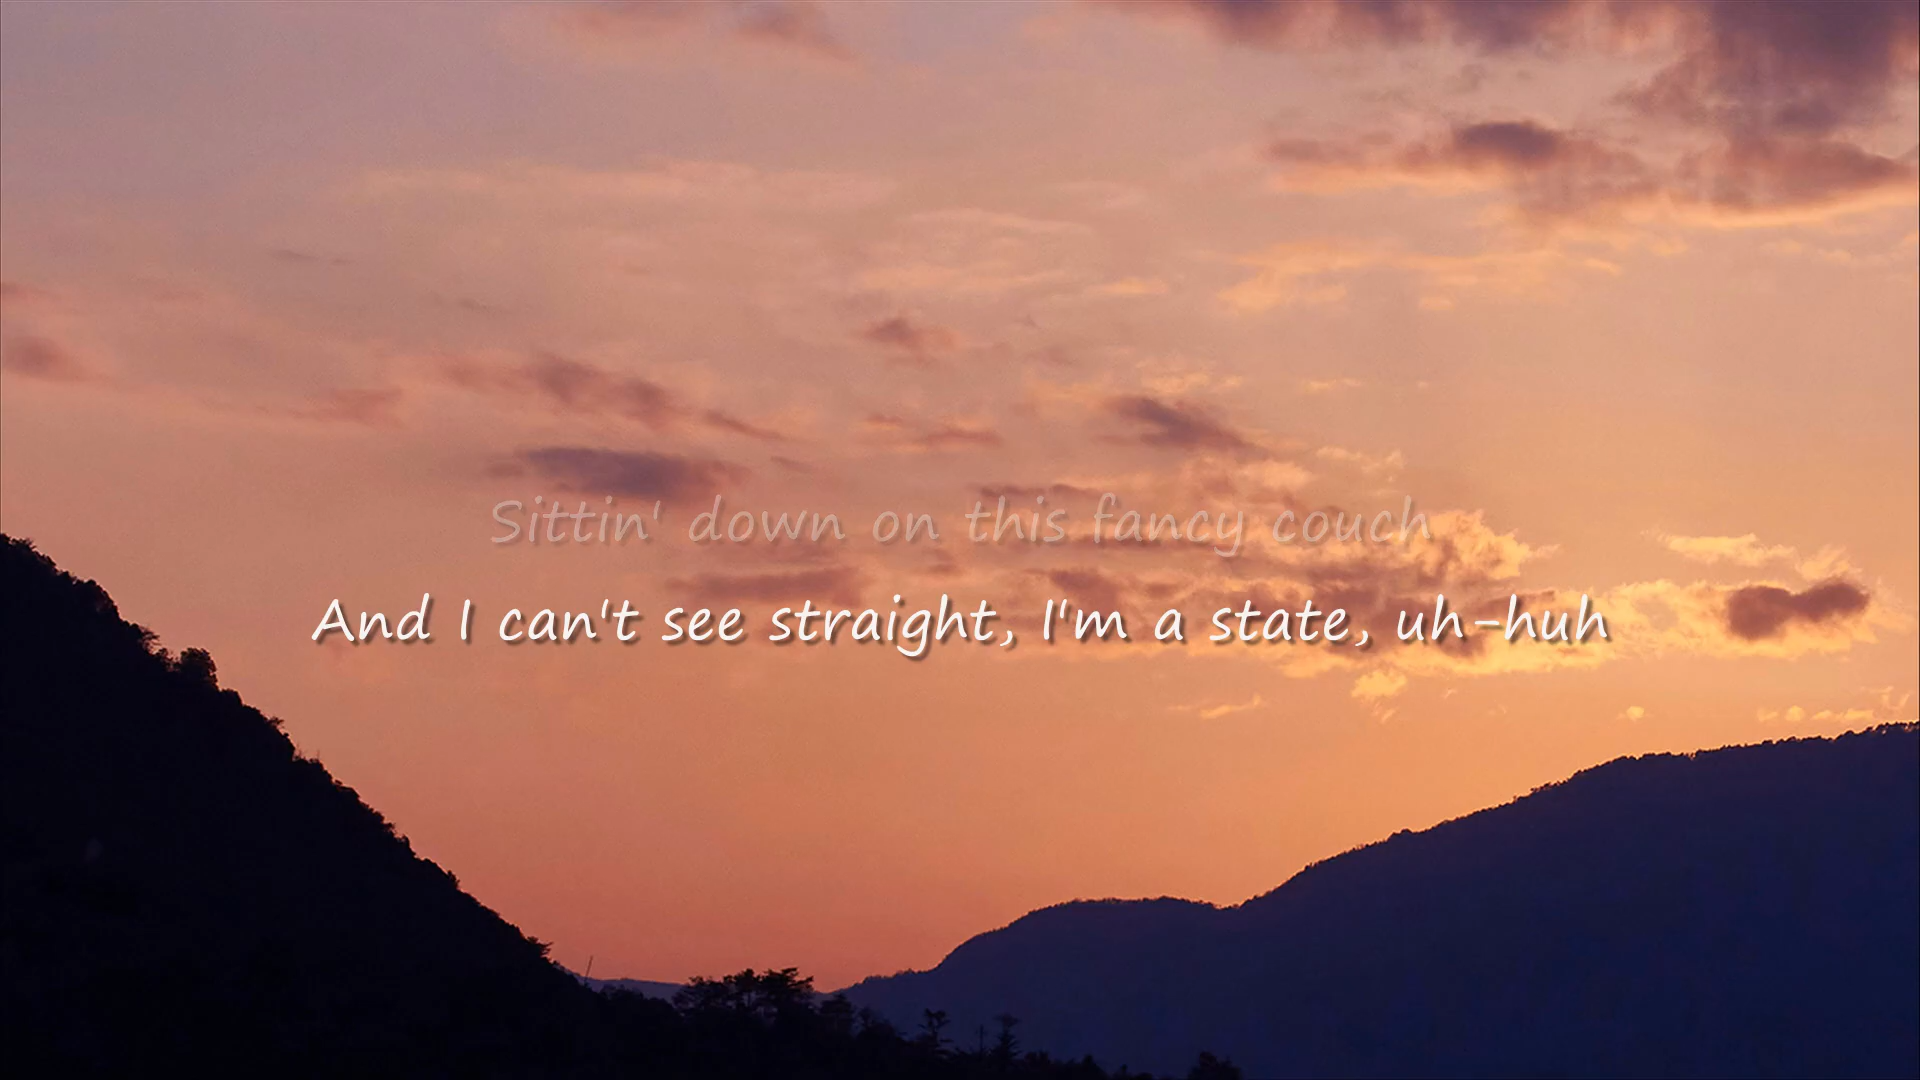 Sittin' down on this fancy couch
And I can't see straight, I'm a state, uh-huh